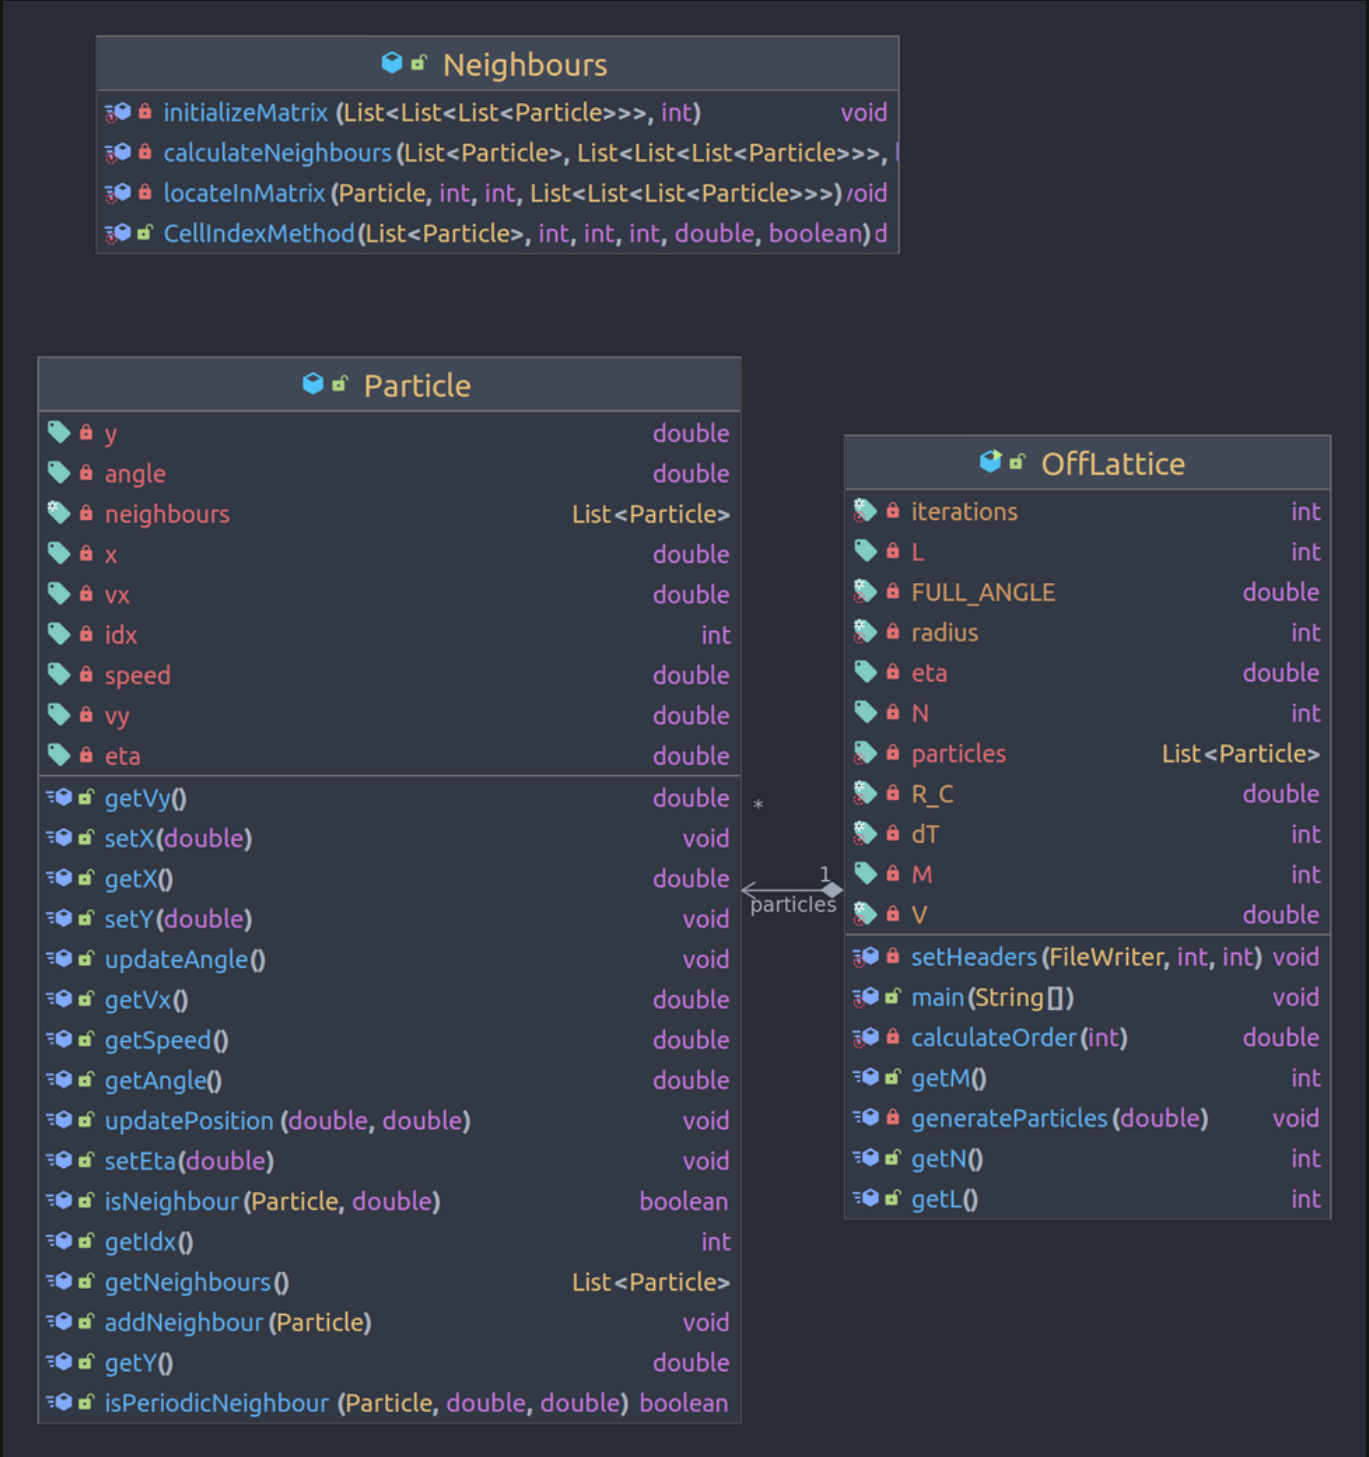 Neighbours
initializeMatrix (List<List<List<Particle>>>, int) void
calculateNeighbours(List<Particle>, List<List<List<Particle>>>,
locateInMatrix (Particle, int, int, List<List<List<Particle>>>) void
CellIndexMethod(List<Particle>, int, int, int, double, boolean) d
Particle
y double
angle double
neighbours List<Particle>
x double
vx double
idx int
speed double
vy double
eta double
getVy() double
setX(double) void
getX() double
setY(double) void
updateAngle() void
getVx() double
getSpeed() double
getAngle() double
updatePosition (double, double) void
setEta(double) void
isNeighbour (Particle, double) boolean
getIdx() int
getNeighbours() List<Particle>
addNeighbour (Particle) void
getY() double
isPeriodicNeighbour (Particle, double, double) boolean
*
1
particles
OffLattice
iterations int
L int
FULL_ANGLE double
radius int
eta double
N int
particles List<Particle>
R_C double
dT int
M int
V double
setHeaders (FileWriter, int, int) void
main (String[]) void
calculateOrder (int) double
getM() int
generateParticles (double) void
getN() int
getL() int